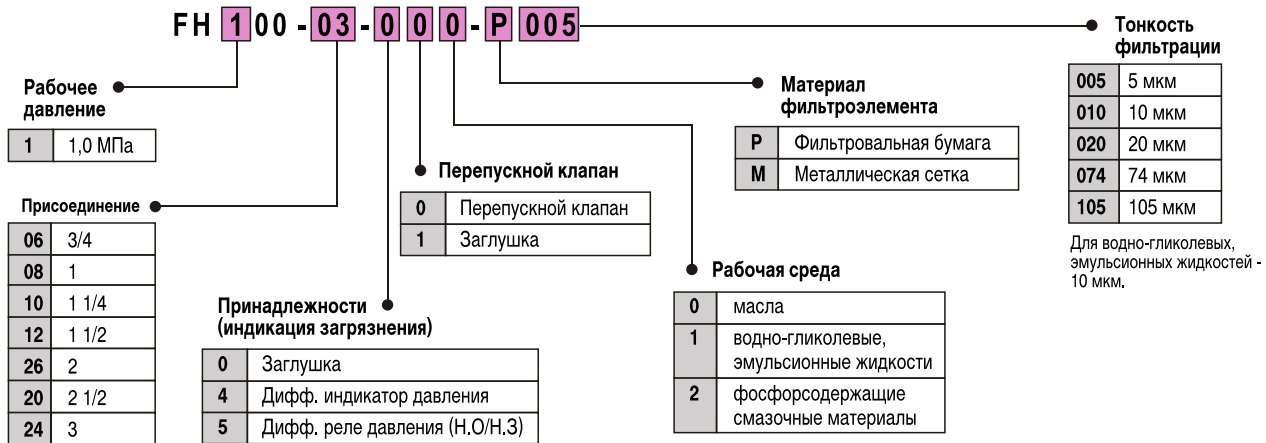 FH 1 00 - 03 - 0 0 0 - P 005
Рабочее
давление
1 1,0 МПа
Присоединение
06 3/4
08 1
10 1 1/4
12 1 1/2
26 2
20 2 1/2
24 3
Принадлежности
(индикация загрязнения)
0 Заглушка
4 Дифф. индикатор давления
5 Дифф. реле давления (Н.О/Н.З)
Перепускной клапан
0 Перепускной клапан
1 Заглушка
Рабочая среда
0 масла
1 водно-гликолевые,
эмульсионные жидкости
2 фосфорсодержащие
смазочные материалы
Материал
фильтроэлемента
P Фильтровальная бумага
M Металлическая сетка
Тонкость
фильтрации
005 5 мкм
010 10 мкм
020 20 мкм
074 74 мкм
105 105 мкм
Для водно-гликолевых,
эмульсионных жидкостей -
10 мкм.